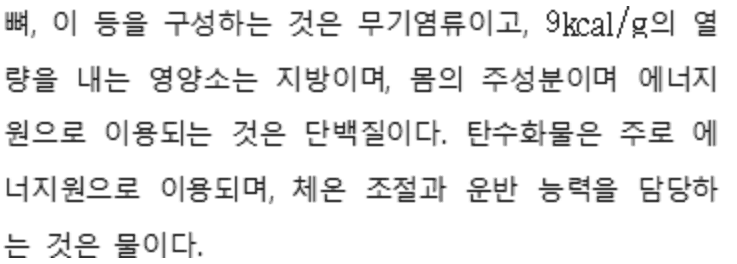 뼈, 이 등을 구성하는 것은 무기염류이고, 9kcal/g의 열
량을 내는 영양소는 지방이며, 몸의 주성분이며 에너지
원으로 이용되는 것은 단백질이다. 탄수화물은 주로 에
너지원으로 이용되며, 체온 조절과 운반 능력을 담당하
는 것은 물이다.